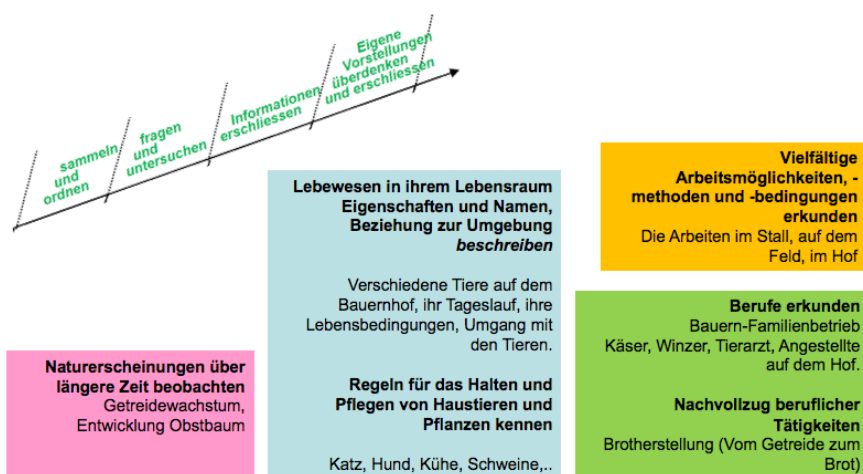 sammeln
und
ordnen
fragen
und
untersuchen
Informationen
erschliessen
Eigene
Vorstellungen
überdenken
und erschliessen
Vielfältige
Arbeitsmöglichkeiten, -
methoden und -bedingungen
erkunden
Die Arbeiten im Stall, auf dem
Feld, im Hof
Lebewesen in ihrem Lebensraum
Eigenschaften und Namen,
Beziehung zur Umgebung
beschreiben
Verschiedene Tiere auf dem
Bauernhof, ihr Tageslauf, ihre
Lebensbedingungen, Umgang mit
den Tieren.
Regeln für das Halten und
Pflegen von Haustieren und
Pflanzen kennen
Katz, Hund, Kühe, Schweine,..
Berufe erkunden
Bauern-Familienbetrieb
Käser, Winzer, Tierarzt, Angestellte
auf dem Hof.
Nachvollzug beruflicher
Tätigkeiten
Brotherstellung (Vom Getreide zum
Brot)
Naturerscheinungen über
längere Zeit beobachten
Getreidewachstum,
Entwicklung Obstbaum